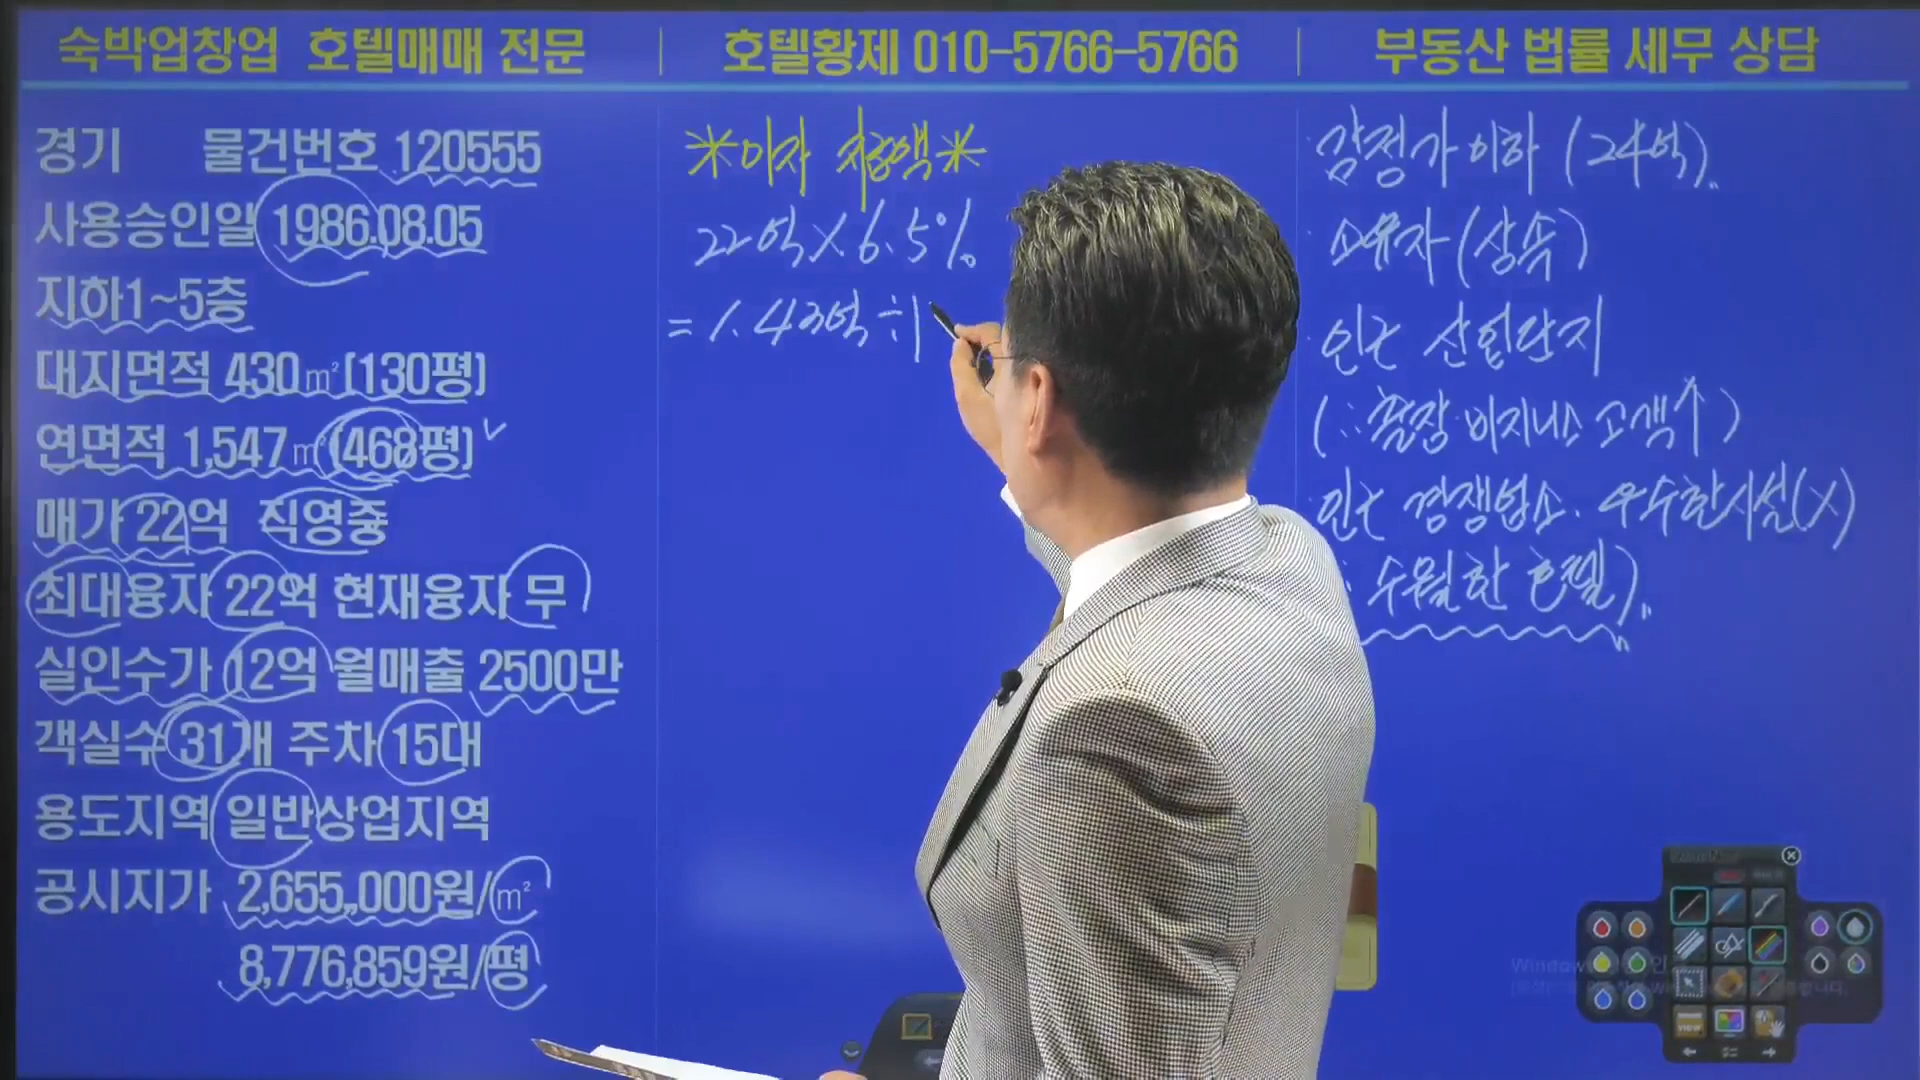 숙박업창업 호텔매매 전문 | 호텔황제 010-5766-5766 | 부동산 법률 세무 상담
경기 물건번호 120555
사용승인일 1986.08.05
지하1~5층
대지면적 430㎡(130평)
연면적 1,547㎡(468평)
매가 22억 직영중
최대융자 22억 현재융자 무
실인수가 12억 월매출 2500만
객실수 31개 주차 15대
용도지역 일반상업지역
공시지가 2,655,000원/㎡
8,776,859원/평
*이자 차액*
22억×6.5%
=1.43억÷1
감정가 이하 (24억)
소유자(상속)
인근 산업단지
(∴출장·비지니스 고객↑)
인근 경쟁업소·우수한시설(X)
수월한 호텔)